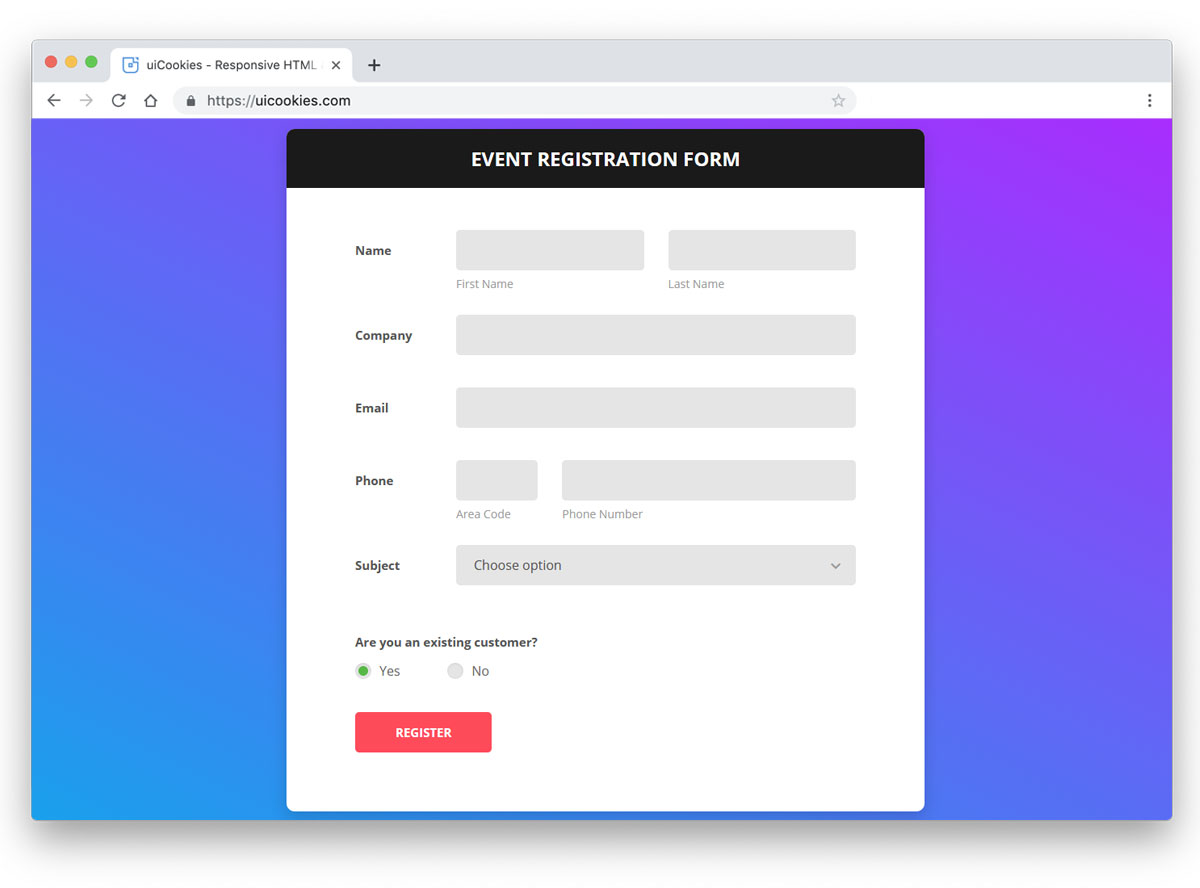 uiCookies - Responsive HTML
https://uicookies.com
EVENT REGISTRATION FORM
Name
First Name
Last Name
Company
Email
Phone
Area Code
Phone Number
Subject
Choose option
Are you an existing customer?
Yes
No
REGISTER